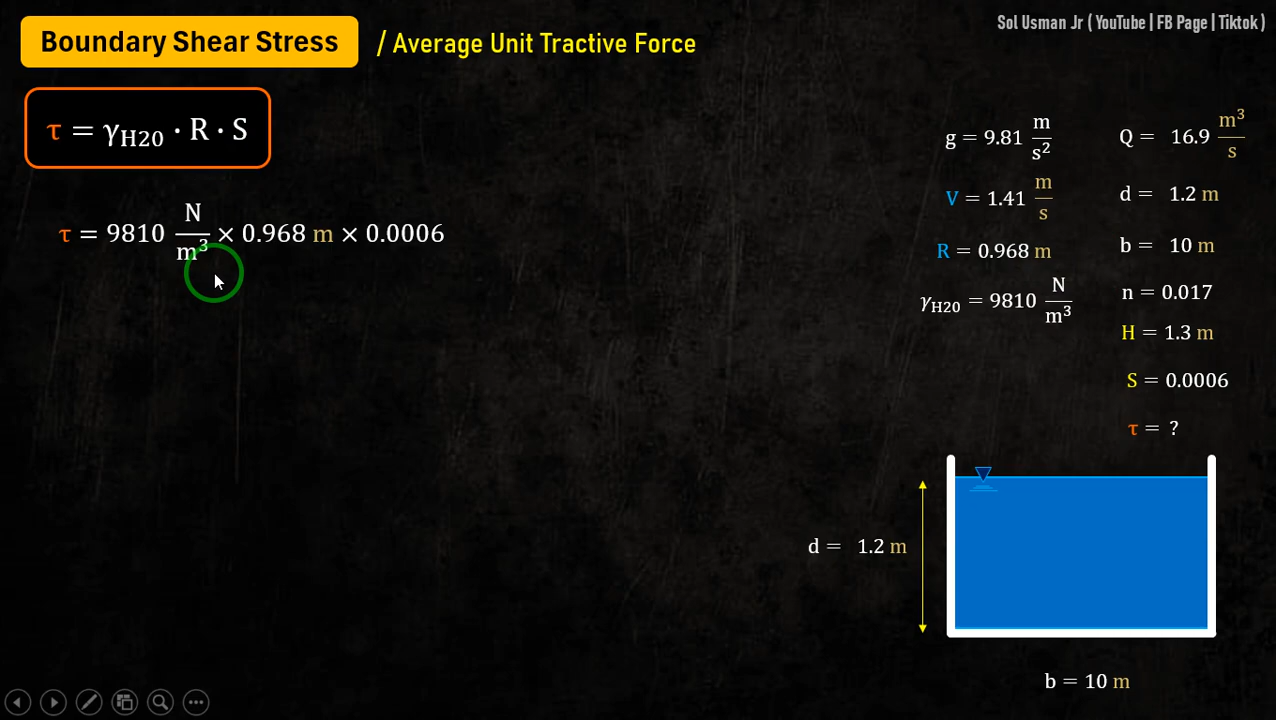 Sol Usman Jr ( YouTube | FB Page | Tiktok )
Boundary Shear Stress / Average Unit Tractive Force
τ = γH20 · R · S
τ = 9810 N/m³ × 0.968 m × 0.0006
g = 9.81 m/s²
V = 1.41 m/s
R = 0.968 m
γH20 = 9810 N/m³
Q = 16.9 m³/s
d = 1.2 m
b = 10 m
n = 0.017
H = 1.3 m
S = 0.0006
τ = ?
d = 1.2 m
b = 10 m